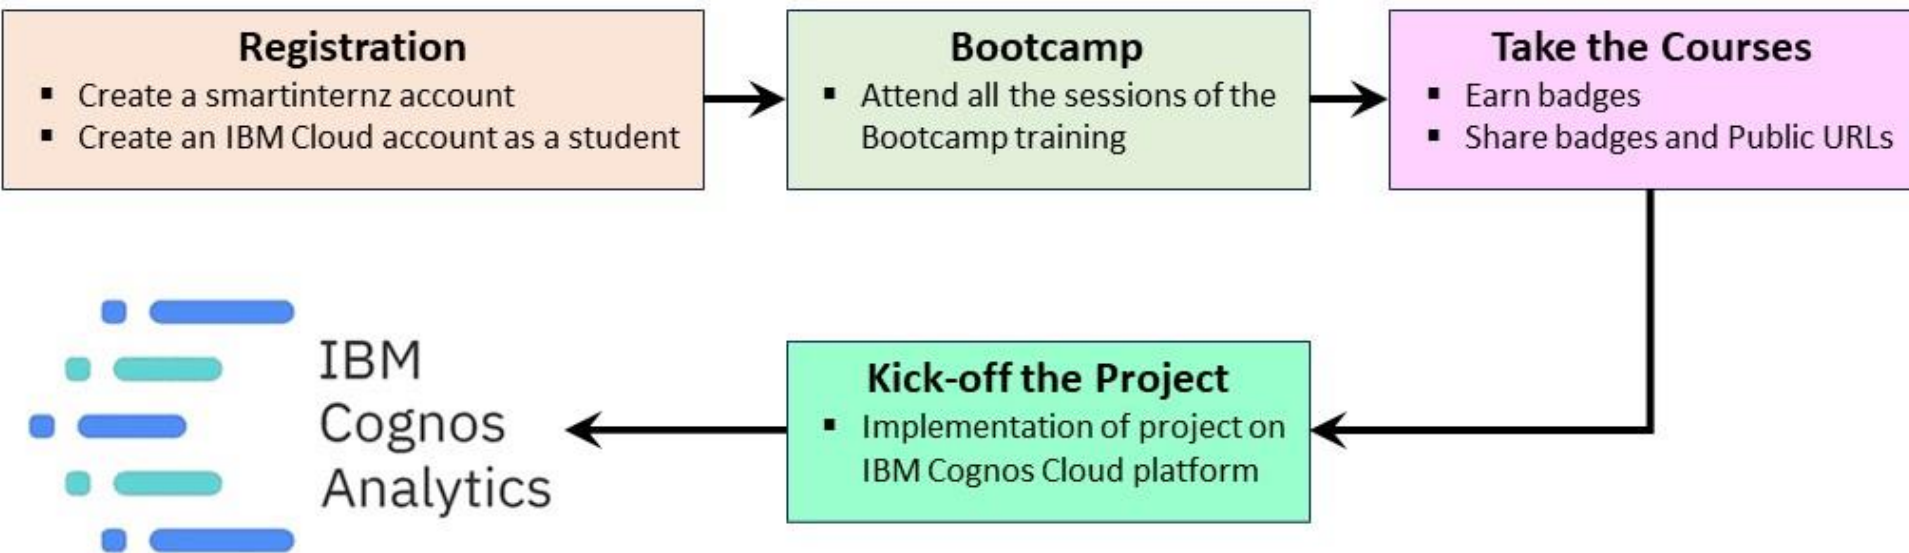 Registration
▪ Create a smartinternz account
▪ Create an IBM Cloud account as a student
Bootcamp
▪ Attend all the sessions of the
Bootcamp training
Take the Courses
▪ Earn badges
▪ Share badges and Public URLs
Kick-off the Project
▪ Implementation of project on
IBM Cognos Cloud platform
IBM
Cognos
Analytics